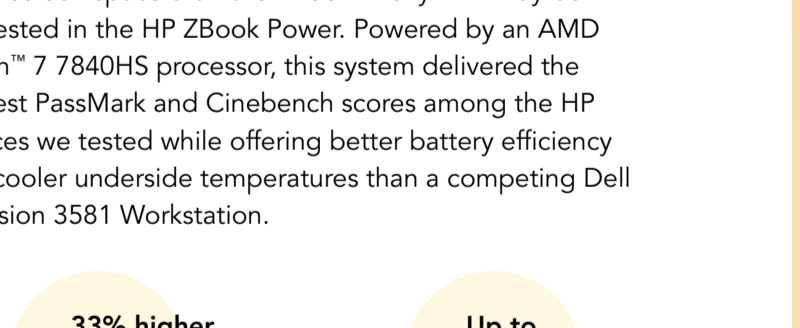 ested in the HP ZBook Power. Powered by an AMD
n™ 7 7840HS processor, this system delivered the
est PassMark and Cinebench scores among the HP
ces we tested while offering better battery efficiency
cooler underside temperatures than a competing Dell
sion 3581 Workstation.
33% higher
Up to